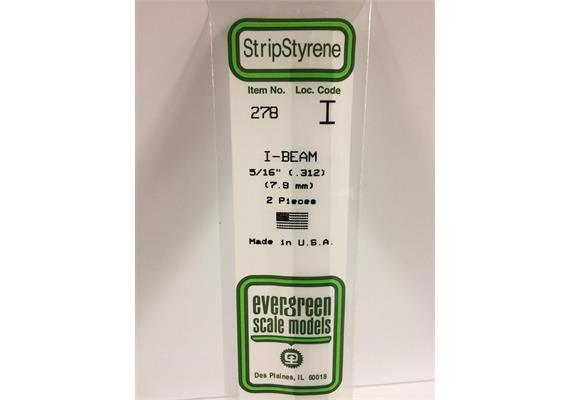 StripStyrene
Item No. Loc. Code
278 I
I-BEAM
5/16" (.312)
(7.9 mm)
2 Pieces
Made in U.S.A.
evergreen
scale models
Des Plaines, IL 60018